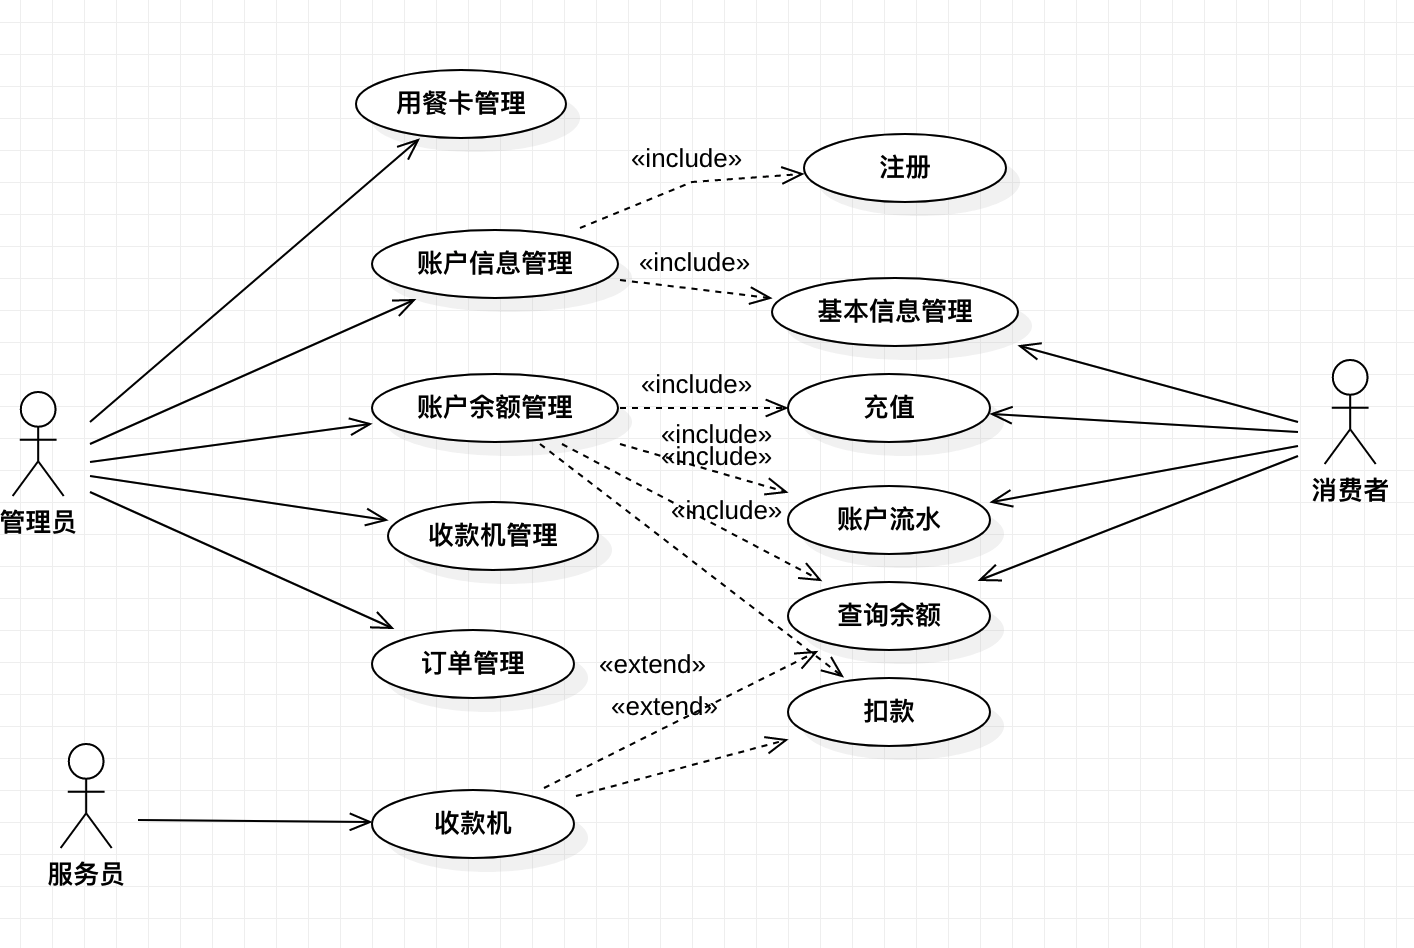 用餐卡管理
«include»
注册
账户信息管理
«include»
基本信息管理
账户余额管理
«include»
充值
«include»
«include»
消费者
«include»
账户流水
管理员
收款机管理
查询余额
订单管理
«extend»
«extend»
扣款
收款机
服务员